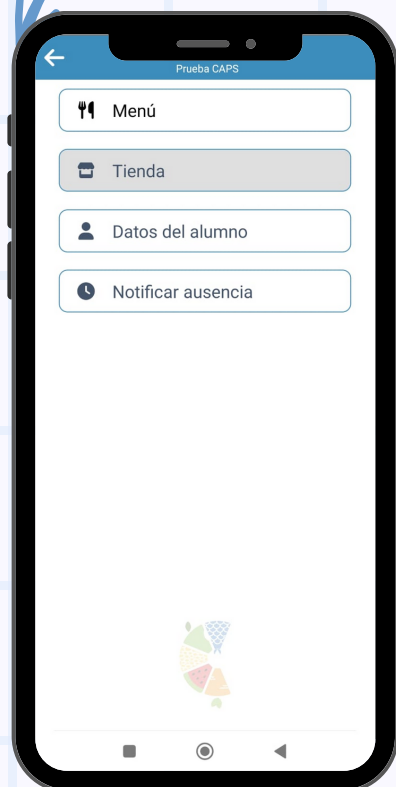 Prueba CAPS
Menú
Tienda
Datos del alumno
Notificar ausencia